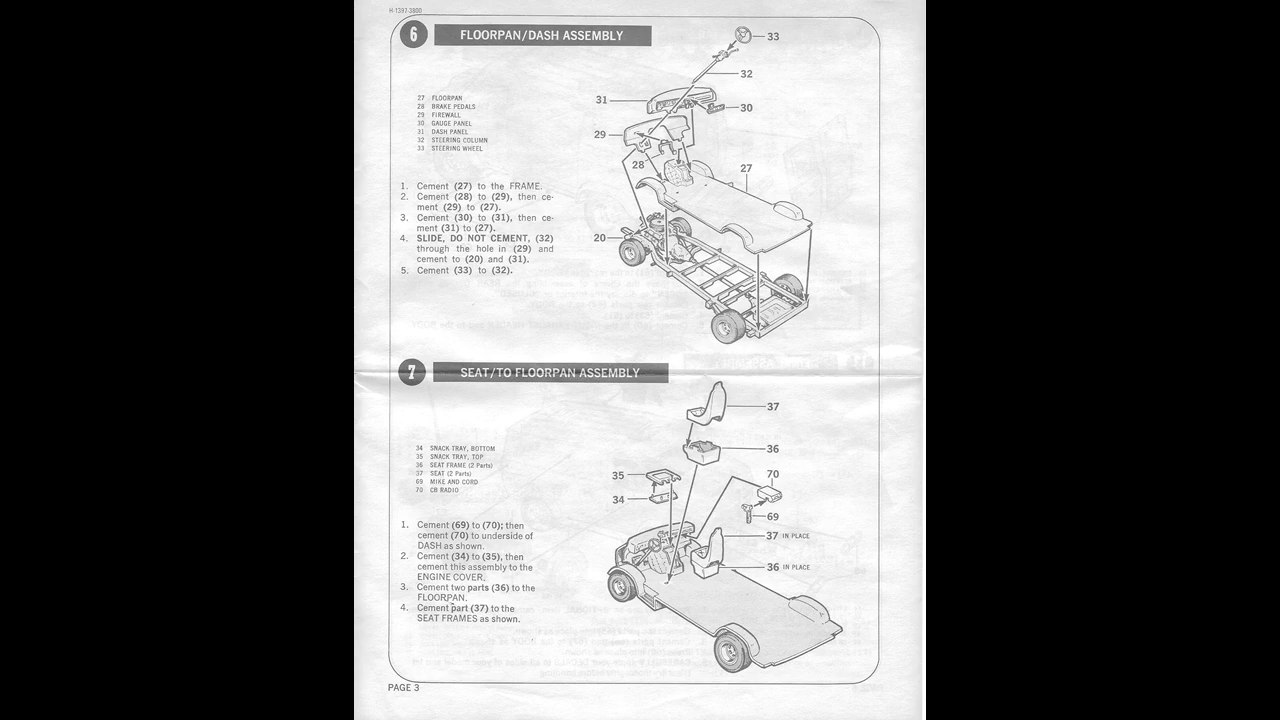 H-1397-3800
6 FLOORPAN/DASH ASSEMBLY
33
32
31
30
29
28
27
20
27 FLOORPAN
28 BRAKE PEDALS
29 FIREWALL
30 GAUGE PANEL
31 DASH PANEL
32 STEERING COLUMN
33 STEERING WHEEL
1. Cement (27) to the FRAME.
2. Cement (28) to (29), then ce-
ment (29) to (27).
3. Cement (30) to (31), then ce-
ment (31) to (27).
4. SLIDE, DO NOT CEMENT, (32)
through the hole in (29) and
cement to (20) and (31).
5. Cement (33) to (32).
7 SEAT/TO FLOORPAN ASSEMBLY
37
36
35
70
34
69
37 IN PLACE
36 IN PLACE
34 SNACK TRAY, BOTTOM
35 SNACK TRAY, TOP
36 SEAT FRAME (2 Parts)
37 SEAT (2 Parts)
69 MIKE AND CORD
70 CB RADIO
1. Cement (69) to (70); then
cement (70) to underside of
DASH as shown.
2. Cement (34) to (35), then
cement this assembly to the
ENGINE COVER.
3. Cement two parts (36) to the
FLOORPAN.
4. Cement part (37) to the
SEAT FRAMES as shown.
PAGE 3